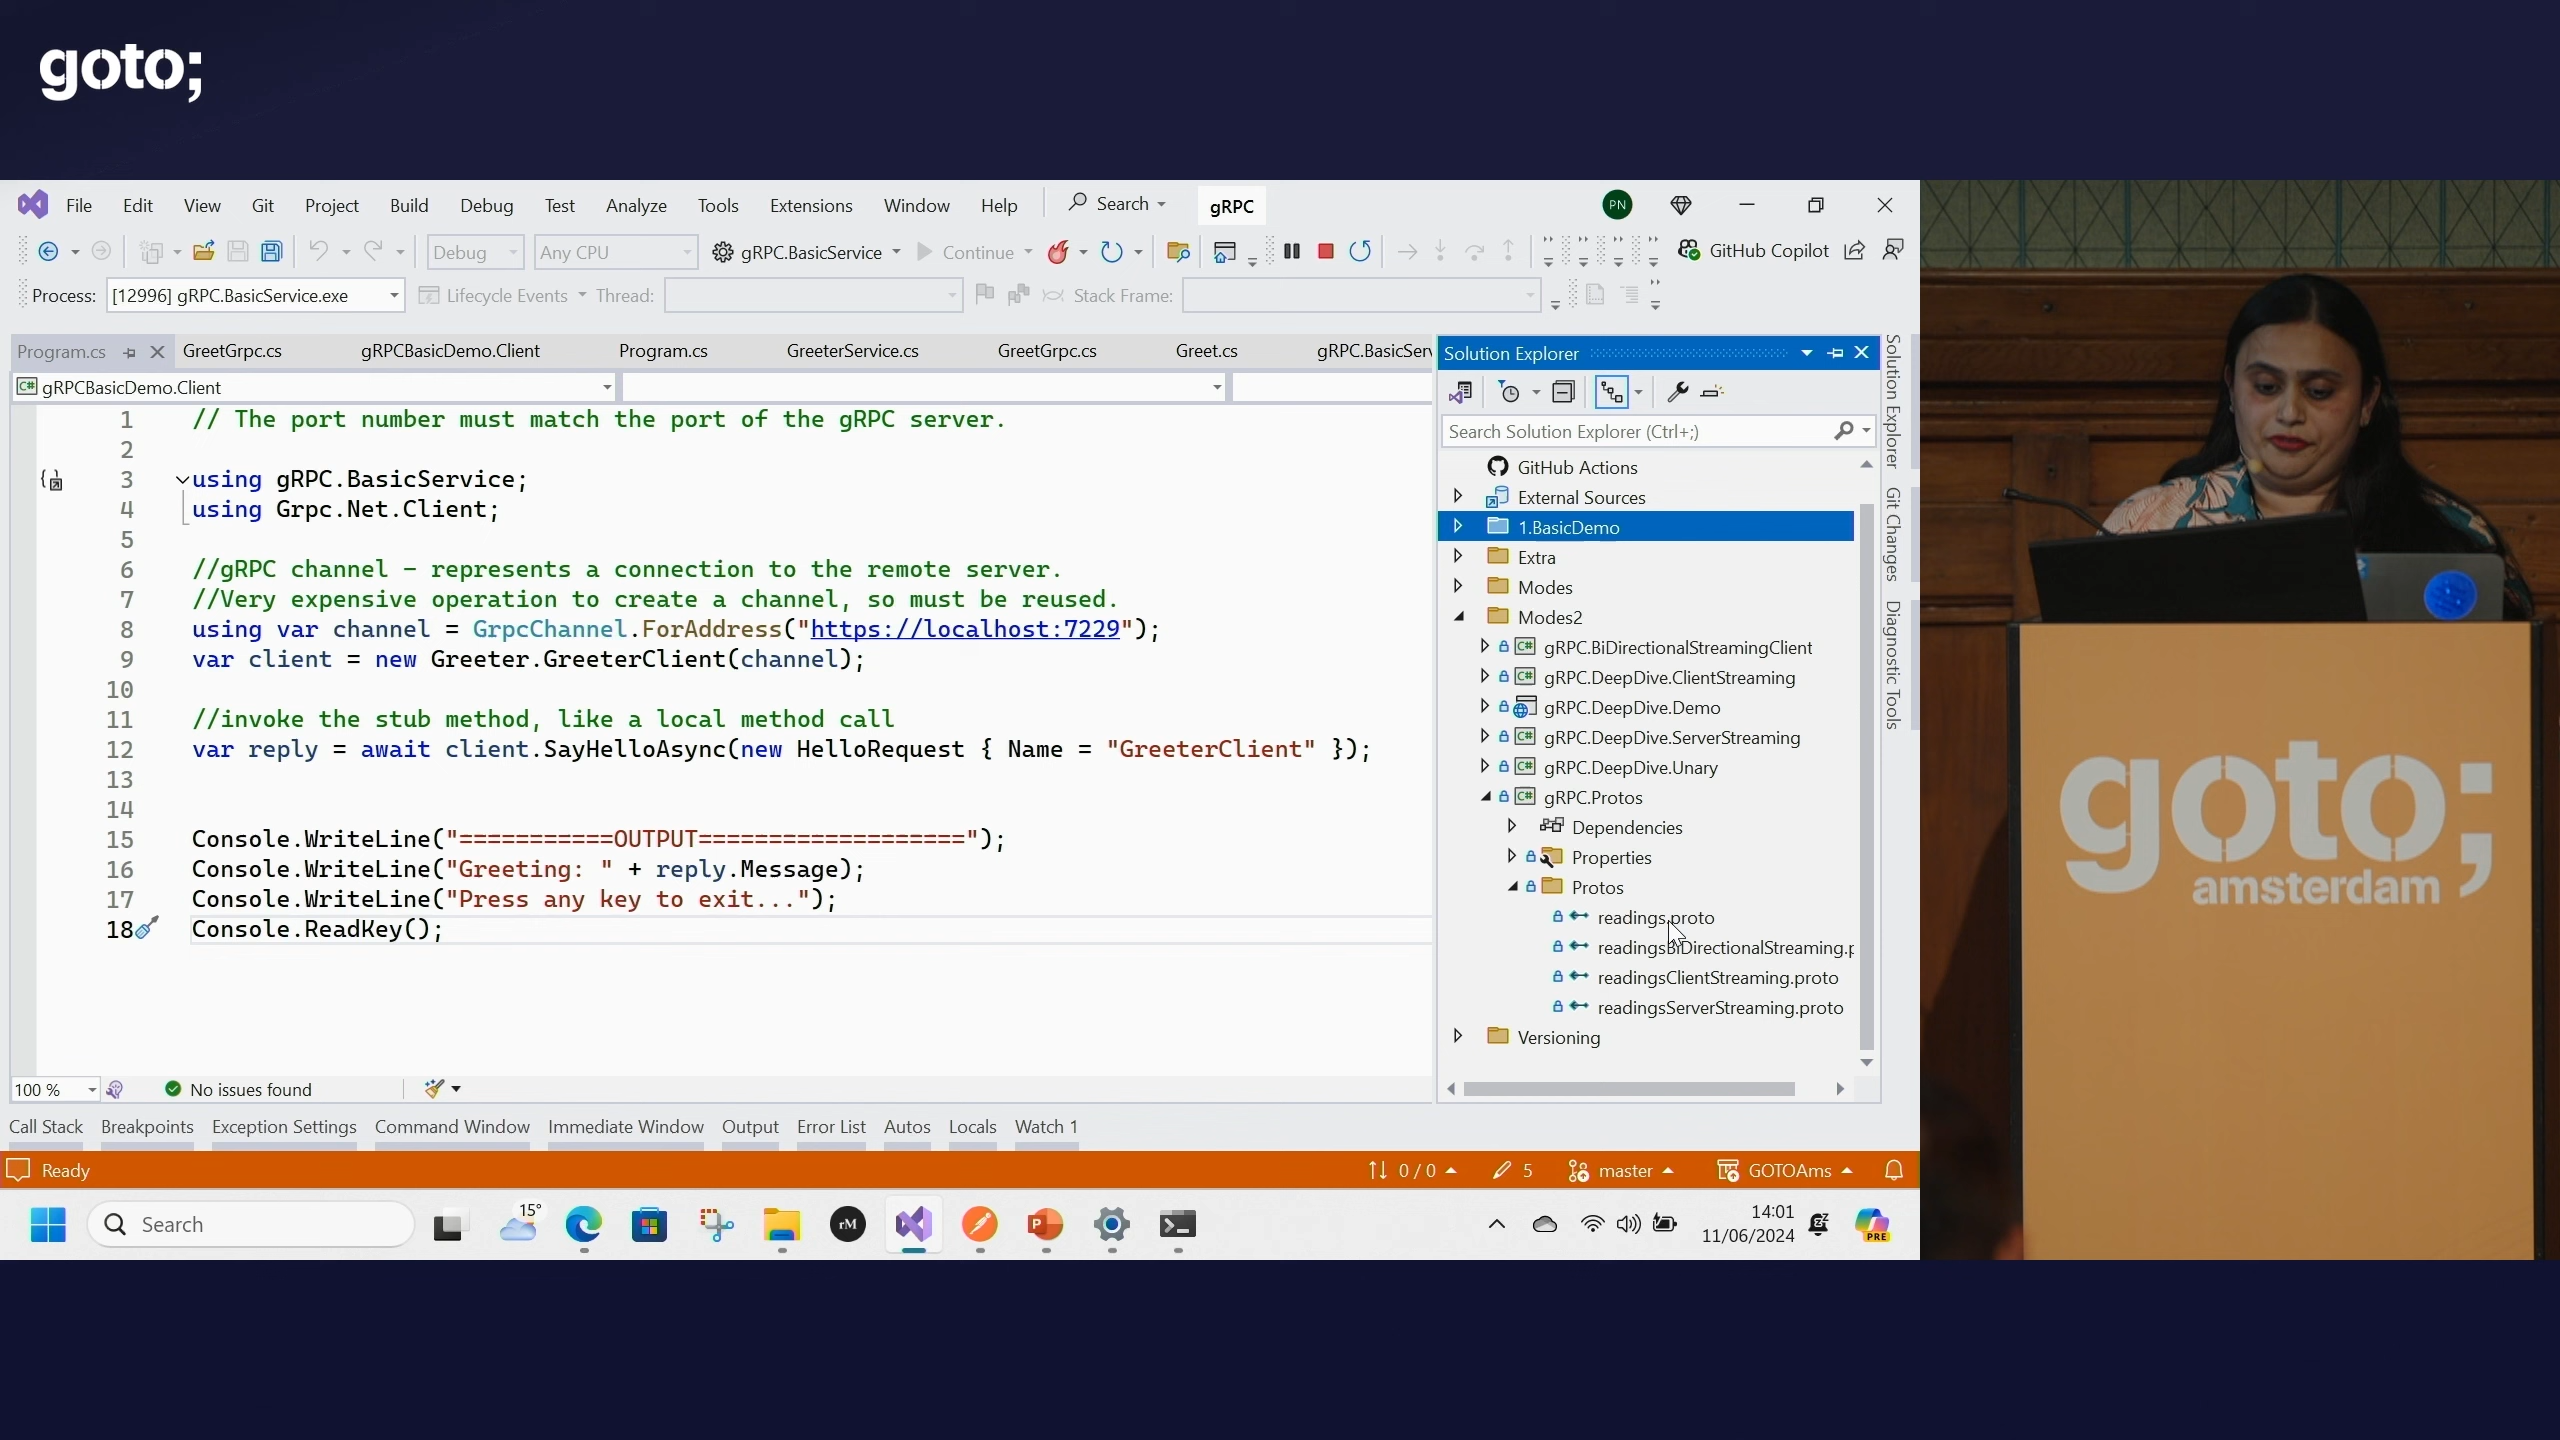 goto;
File Edit View Git Project Build Debug Test Analyze Tools Extensions Window Help Search gRPC PN
Debug Any CPU gRPC.BasicService Continue GitHub Copilot
Process: [12996] gRPC.BasicService.exe Lifecycle Events Thread: Stack Frame:
Program.cs GreetGrpc.cs gRPCBasicDemo.Client Program.cs GreeterService.cs GreetGrpc.cs Greet.cs gRPC.BasicServ
gRPCBasicDemo.Client
1 // The port number must match the port of the gRPC server.
2
3 using gRPC.BasicService;
4 using Grpc.Net.Client;
5
6 //gRPC channel - represents a connection to the remote server.
7 //Very expensive operation to create a channel, so must be reused.
8 using var channel = GrpcChannel.ForAddress("https://localhost:7229");
9 var client = new Greeter.GreeterClient(channel);
10
11 //invoke the stub method, like a local method call
12 var reply = await client.SayHelloAsync(new HelloRequest { Name = "GreeterClient" });
13
14
15 Console.WriteLine("===========OUTPUT===================");
16 Console.WriteLine("Greeting: " + reply.Message);
17 Console.WriteLine("Press any key to exit...");
18 Console.ReadKey();
100 % No issues found
Solution Explorer
Search Solution Explorer (Ctrl+;)
GitHub Actions
External Sources
1.BasicDemo
Extra
Modes
Modes2
gRPC.BiDirectionalStreamingClient
gRPC.DeepDive.ClientStreaming
gRPC.DeepDive.Demo
gRPC.DeepDive.ServerStreaming
gRPC.DeepDive.Unary
gRPC.Protos
Dependencies
Properties
Protos
readings.proto
readingsBiDirectionalStreaming.p
readingsClientStreaming.proto
readingsServerStreaming.proto
Versioning
Solution Explorer
Git Changes
Diagnostic Tools
Call Stack Breakpoints Exception Settings Command Window Immediate Window Output Error List Autos Locals Watch 1
Ready 0 / 0 5 master GOTOAms
Search 15° rM P 14:01
11/06/2024 PRE
goto;
amsterdam